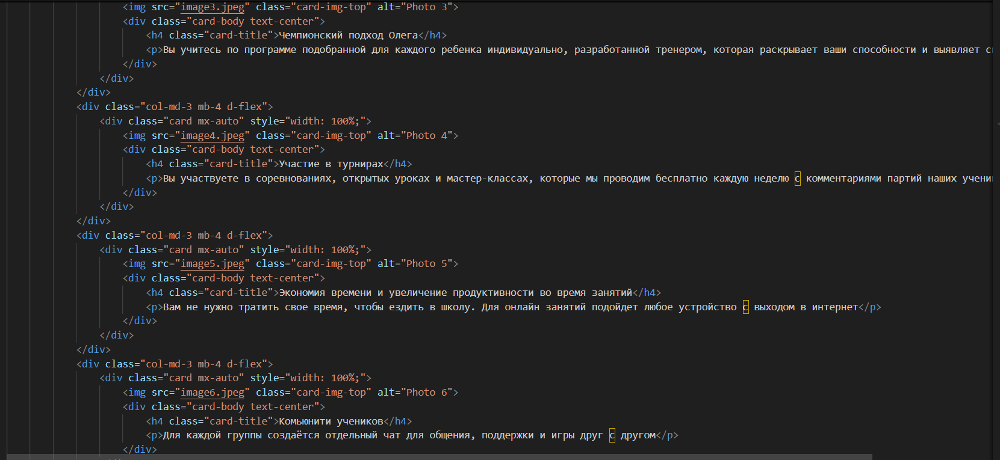 <img src="image3.jpeg" class="card-img-top" alt="Photo 3">
<div class="card-body text-center">
<h4 class="card-title">Чемпионский подход Олега</h4>
<p>Вы учитесь по программе подобранной для каждого ребенка индивидуально, разработанной тренером, которая раскрывает ваши способности и выявляет
</div>
</div>
</div>
<div class="col-md-3 mb-4 d-flex">
<div class="card mx-auto" style="width: 100%;">
<img src="image4.jpeg" class="card-img-top" alt="Photo 4">
<div class="card-body text-center">
<h4 class="card-title">Участие в турнирах</h4>
<p>Вы участвуете в соревнованиях, открытых уроках и мастер-классах, которые мы проводим бесплатно каждую неделю с комментариями партий наших
</div>
</div>
</div>
<div class="col-md-3 mb-4 d-flex">
<div class="card mx-auto" style="width: 100%;">
<img src="image5.jpeg" class="card-img-top" alt="Photo 5">
<div class="card-body text-center">
<h4 class="card-title">Экономия времени и увеличение продуктивности во время занятий</h4>
<p>Вам не нужно тратить свое время, чтобы ездить в школу. Для онлайн занятий подойдет любое устройство с выходом в интернет</p>
</div>
</div>
</div>
<div class="col-md-3 mb-4 d-flex">
<div class="card mx-auto" style="width: 100%;">
<img src="image6.jpeg" class="card-img-top" alt="Photo 6">
<div class="card-body text-center">
<h4 class="card-title">Комьюнити учеников</h4>
<p>Для каждой группы создаётся отдельный чат для общения, поддержки и игры друг с другом</p>
</div>